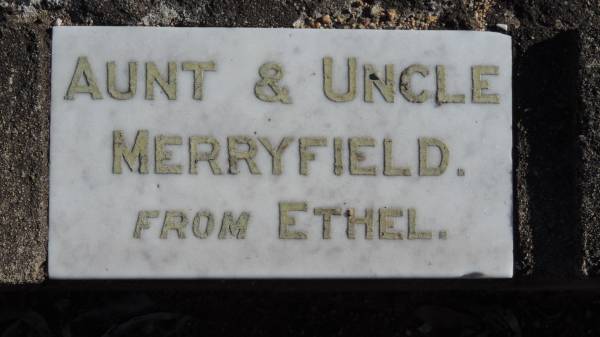 AUNT & UNCLE
MERRYFIELD.
FROM ETHEL.